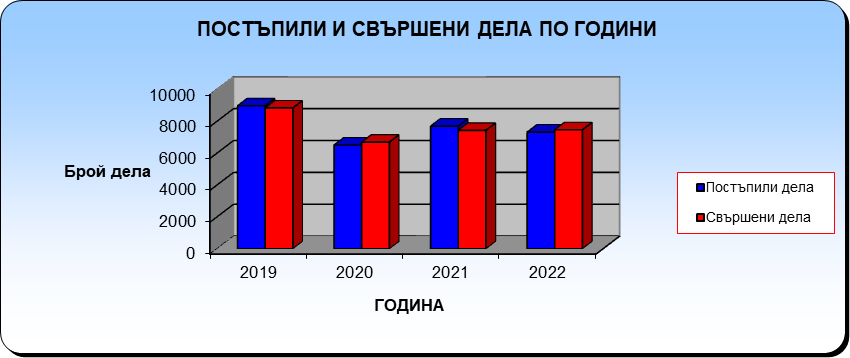 ПОСТЪПИЛИ И СВЪРШЕНИ ДЕЛА ПО ГОДИНИ
10000
8000
6000
4000
2000
0
Брой дела
2019 2020 2021 2022
ГОДИНА
Постъпили дела
Свършени дела